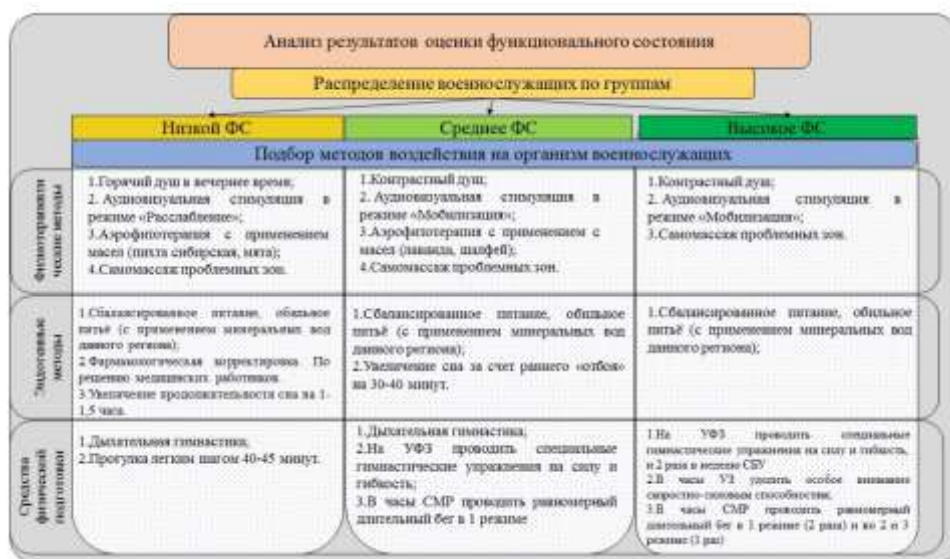 Анализ результатов оценки функционального состояния
Распределение военнослужащих по группам
Низкой ФС
Среднее ФС
Высокое ФС
Подбор методов воздействия на организм военнослужащих
методы
1.Горячий душ в вечернее время;
2. Аудиовизуальная стимуляция в
режиме «Расслабление»;
3.Аэрофитотерапия с применением
масел (пихта сибирская, мята);
4.Самомассаж проблемных зон.
1.Контрастный душ;
2. Аудиовизуальная стимуляция в
режиме «Мобилизация»;
3.Аэрофитотерапия с применением с
масел (лаванда, шалфей);
4.Самомассаж проблемных зон.
1.Контрастный душ;
2. Аудиовизуальная стимуляция в
режиме «Мобилизация»;
3.Самомассаж проблемных зон.
методы
1.Сбалансированное питание, обильное
питьё (с применением минеральных вод
данного региона);
2 Фармакологическая корректировка. По
решению медицинских работников.
3.Увеличение продолжительности сна на 1-
1,5 часа.
1.Сбалансированное питание, обильное
питьё (с применением минеральных вод
данного региона);
2.Увеличение сна за счет раннего «отбоя»
на 30-40 минут.
1.Сбалансированное питание, обильное
питьё (с применением минеральных вод
данного региона);
Средства
физической
подготовки
1.Дыхательная гимнастика;
2.Прогулка легким шагом 40-45 минут.
1.Дыхательная гимнастика;
2.На УФЗ проводить специальные
гимнастические упражнения на силу и
гибкость;
3.В часы СМР проводить равномерный
длительный бег в 1 режиме
1.На УФЗ проводить специальные
гимнастические упражнения на силу и гибкость,
и 2 раза в неделю СБУ
2.В часы УЗ уделить особое внимание
скоростно-силовым способностям;
3.В часы СМР проводить равномерный
длительный бег в 1 режиме (2 раза) и во 2 и 3
режиме (1 раз)